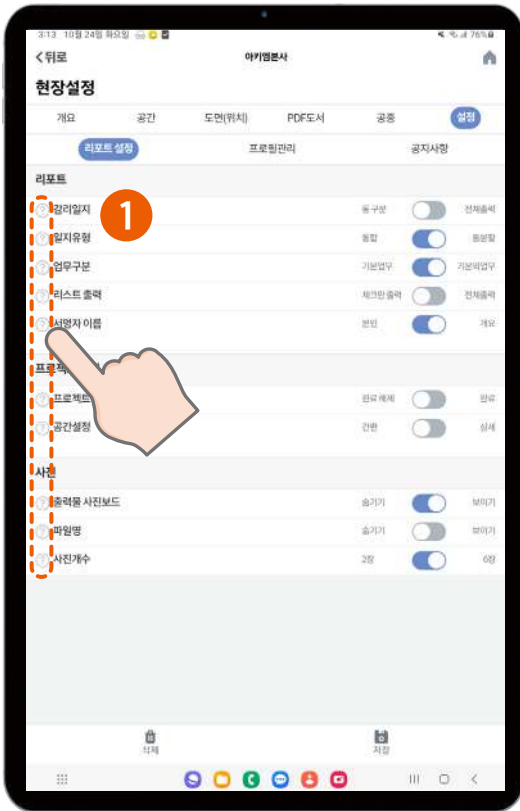 3:13 10월 24일 화요일
76%
뒤로
아키엠본사
현장설정
개요 공간 도면(위치) PDF도서 공종 설정
리포트 설정 프로필관리 공지사항
리포트
1
감리일지 동 구분 전체출력
일지유형 통합 동분할
업무구분 기본업무 기본외업무
리스트 출력 체크만 출력 전체출력
서명자 이름 본인 개요
프로젝트 완료 해제 완료
공간설정 간편 상세
사진
출력물 사진보드 숨기기 보이기
파일명 숨기기 보이기
사진개수 2장 6장
삭제 저장